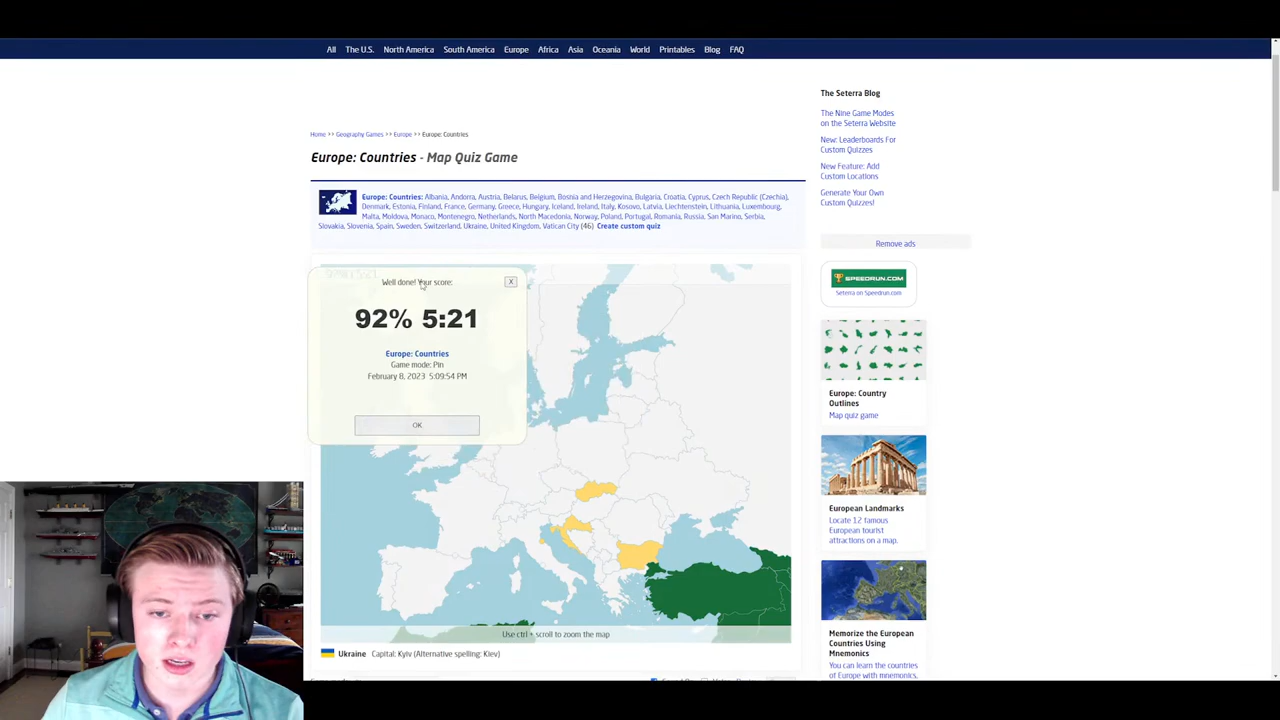 All The U.S. North America South America Europe Africa Asia Oceania World Printables Blog FAQ
Home >> Geography Games >> Europe >> Europe: Countries
Europe: Countries - Map Quiz Game
Europe: Countries: Albania, Andorra, Austria, Belarus, Belgium, Bosnia and Herzegovina, Bulgaria, Croatia, Cyprus, Czech Republic (Czechia),
Denmark, Estonia, Finland, France, Germany, Greece, Hungary, Iceland, Ireland, Italy, Kosovo, Latvia, Liechtenstein, Lithuania, Luxembourg,
Malta, Moldova, Monaco, Montenegro, Netherlands, North Macedonia, Norway, Poland, Portugal, Romania, Russia, San Marino, Serbia,
Slovakia, Slovenia, Spain, Sweden, Switzerland, Ukraine, United Kingdom, Vatican City (46) Create custom quiz
Well done! Your score:
X
92% 5:21
Europe: Countries
Game mode: Pin
February 8, 2023 5:09:54 PM
OK
Use ctrl + scroll to zoom the map
Ukraine Capital: Kyiv (Alternative spelling: Kiev)
The Seterra Blog
The Nine Game Modes
on the Seterra Website
New: Leaderboards For
Custom Quizzes
New Feature: Add
Custom Locations
Generate Your Own
Custom Quizzes!
Remove ads
SPEEDRUN.COM
Seterra on Speedrun.com
Europe: Country
Outlines
Map quiz game
European Landmarks
Locate 12 famous
European tourist
attractions on a map.
Memorize the European
Countries Using
Mnemonics
You can learn the countries
of Europe with mnemonics,